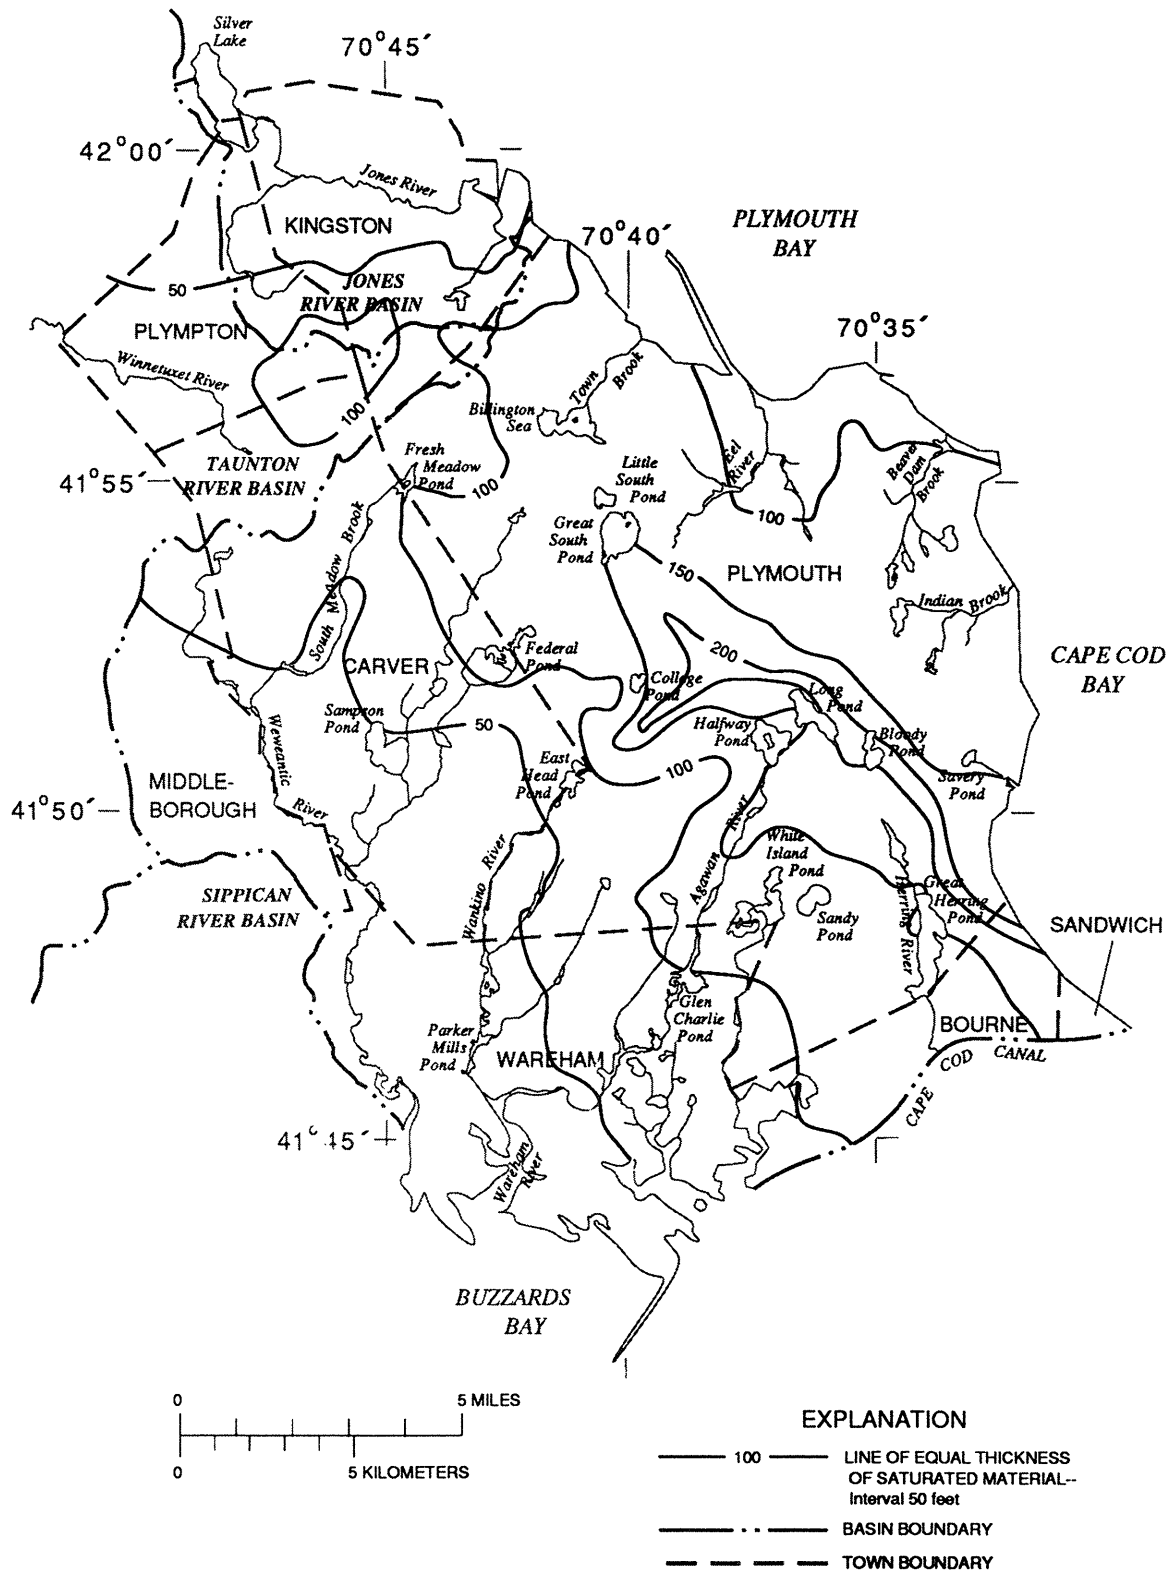 Silver
Lake
70°45′
42°00′
Jones River
KINGSTON
PLYMOUTH
BAY
70°40′
50
JONES
RIVER BASIN
PLYMPTON
70°35′
Winnetuxet River
Town
Brook
100
Billington
Sea
TAUNTON
RIVER BASIN
Fresh
Meadow
Pond
41°55′
100
Little
South
Pond
Eel
River
Beaver
Dam
Brook
100
Great
South
Pond
150
PLYMOUTH
South Meadow Brook
Indian Brook
CARVER
Federal
Pond
200
CAPE COD
BAY
College
Pond
Long
Pond
Sampson
Pond
50
Halfway
Pond
Bloody
Pond
Weweantic
River
East
Head
Pond
100
Savery
Pond
MIDDLE-
BOROUGH
41°50′
Agawan River
White
Island
Pond
Wankino River
SIPPICAN
RIVER BASIN
Sandy
Pond
Herring River
Great
Herring
Pond
SANDWICH
Glen
Charlie
Pond
Parker
Mills
Pond
WAREHAM
BOURNE
CAPE COD CANAL
41°45′
Wareham
River
BUZZARDS
BAY
0 5 MILES
0 5 KILOMETERS
EXPLANATION
100 LINE OF EQUAL THICKNESS
OF SATURATED MATERIAL--
Interval 50 feet
BASIN BOUNDARY
TOWN BOUNDARY